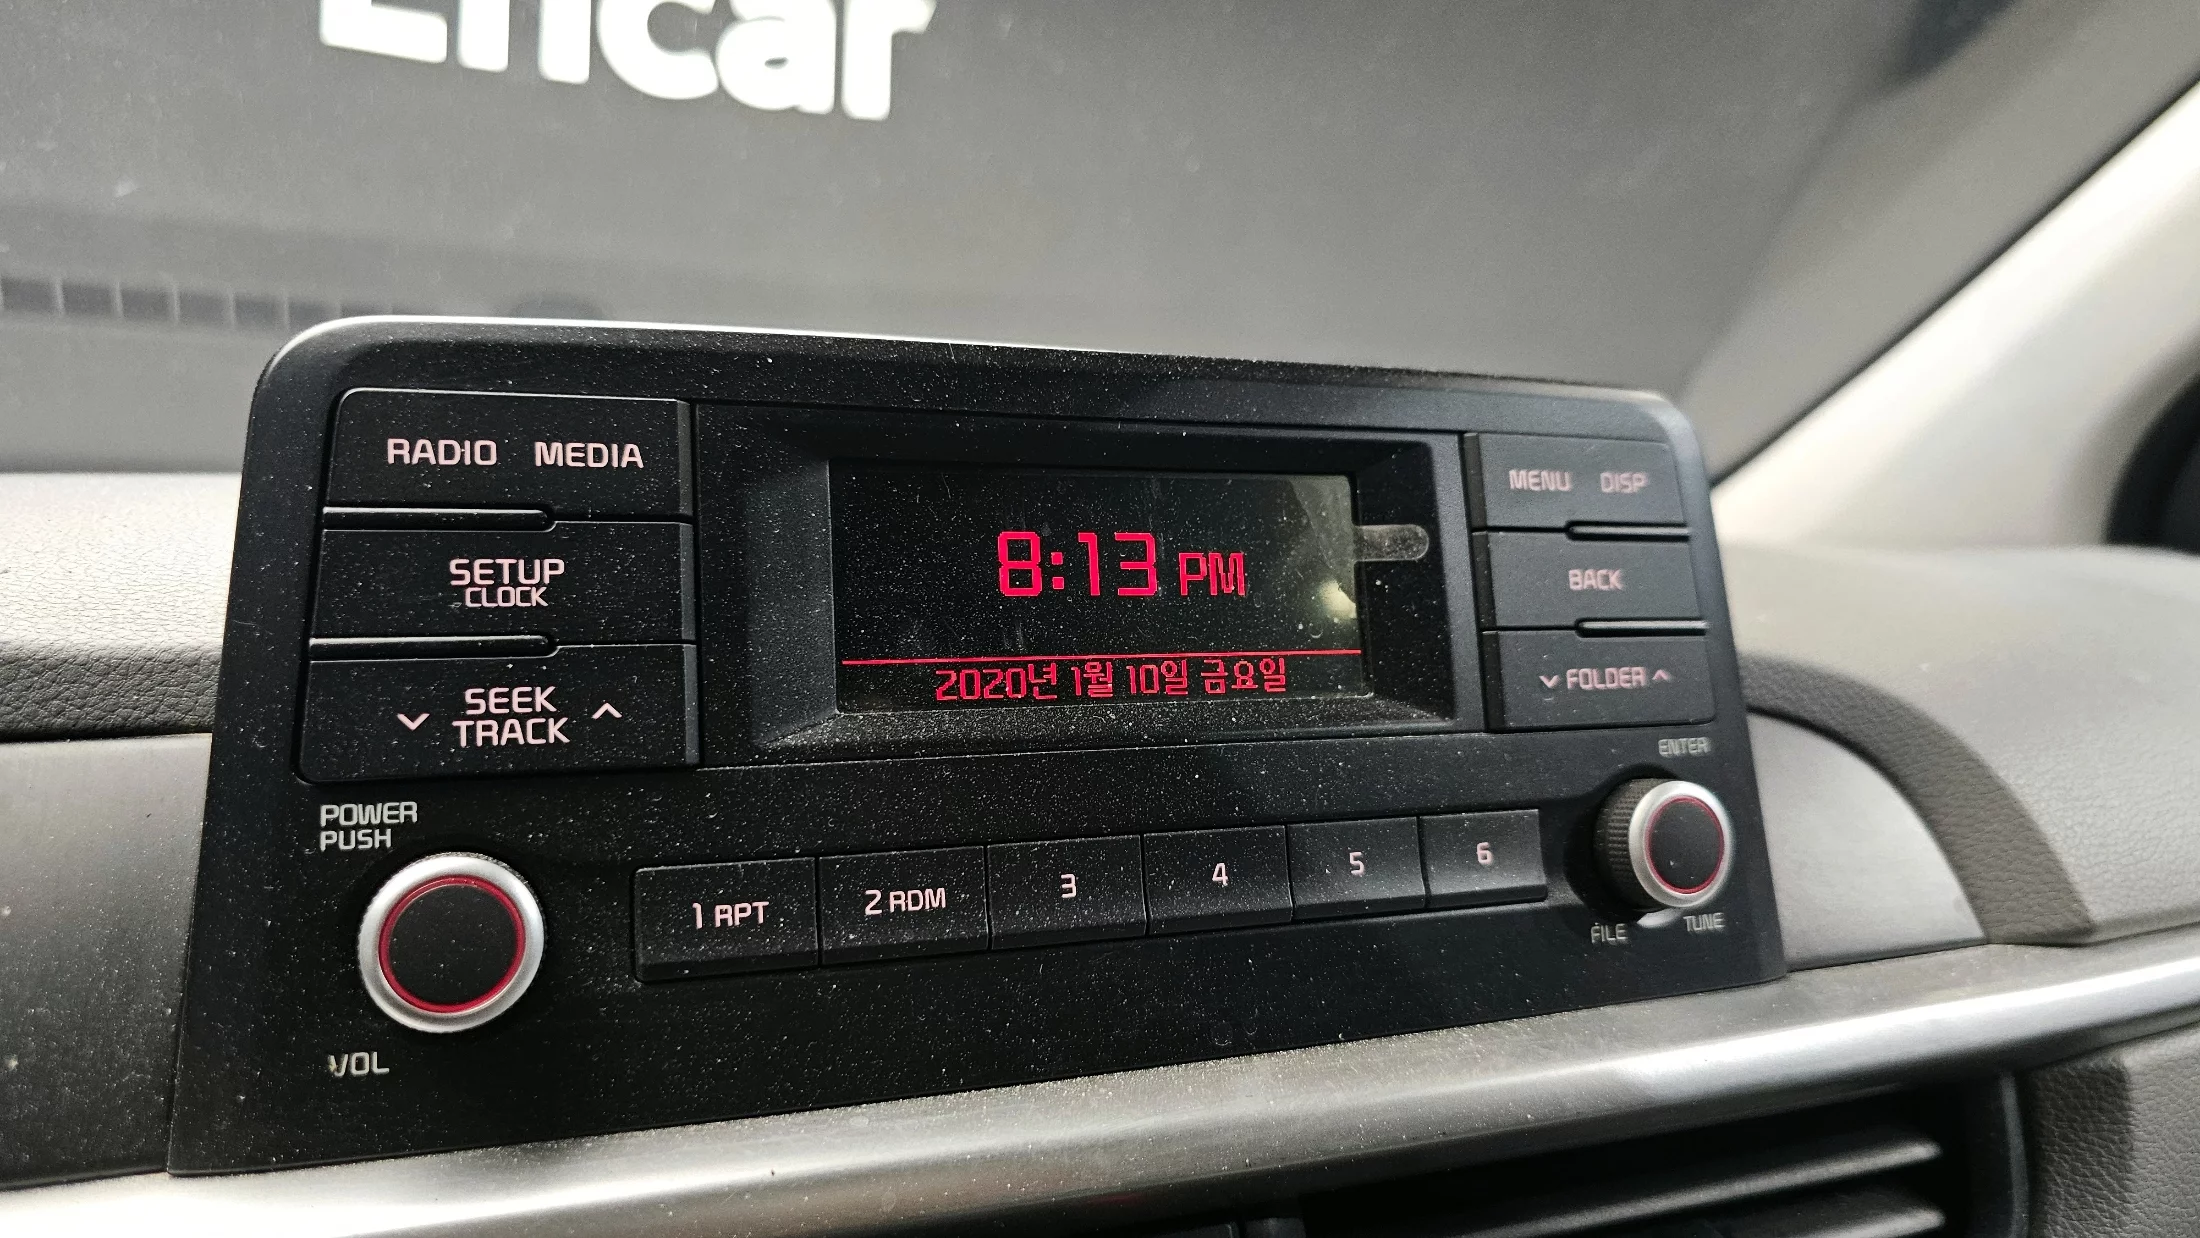 Encar
RADIO MEDIA
SETUP
CLOCK
SEEK
TRACK
8:13 PM
2020년 1월 10일 금요일
MENU DISP
BACK
FOLDER
POWER
PUSH
VOL
1 RPT
2 RDM
3
4
5
6
ENTER
FILE
TUNE